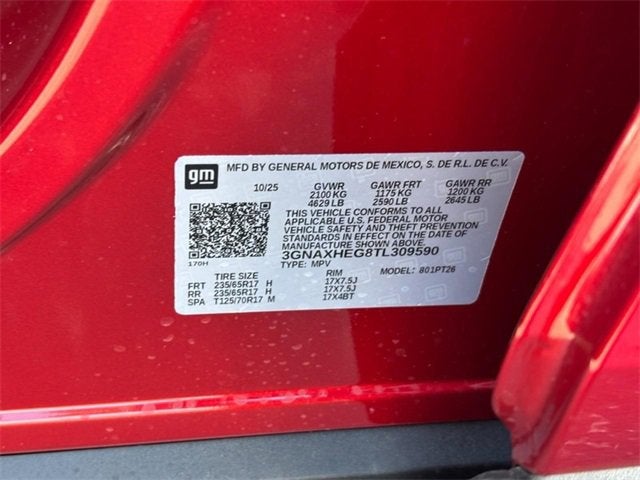 gm MFD BY GENERAL MOTORS DE MEXICO, S. DE R.L. DE C.V.
10/25 GVWR GAWR FRT GAWR RR
2100 KG 1175 KG 1200 KG
4629 LB 2590 LB 2645 LB
THIS VEHICLE CONFORMS TO ALL
APPLICABLE U.S. FEDERAL MOTOR
VEHICLE SAFETY AND THEFT PREVENTION
STANDARDS IN EFFECT ON THE DATE OF
MANUFACTURE SHOWN ABOVE.
3GNAXHEG8TL309590
170H TYPE: MPV MODEL: 801PT26
TIRE SIZE RIM
FRT 235/65R17 H 17X7.5J
RR 235/65R17 H 17X7.5J
SPA T125/70R17 M 17X4BT